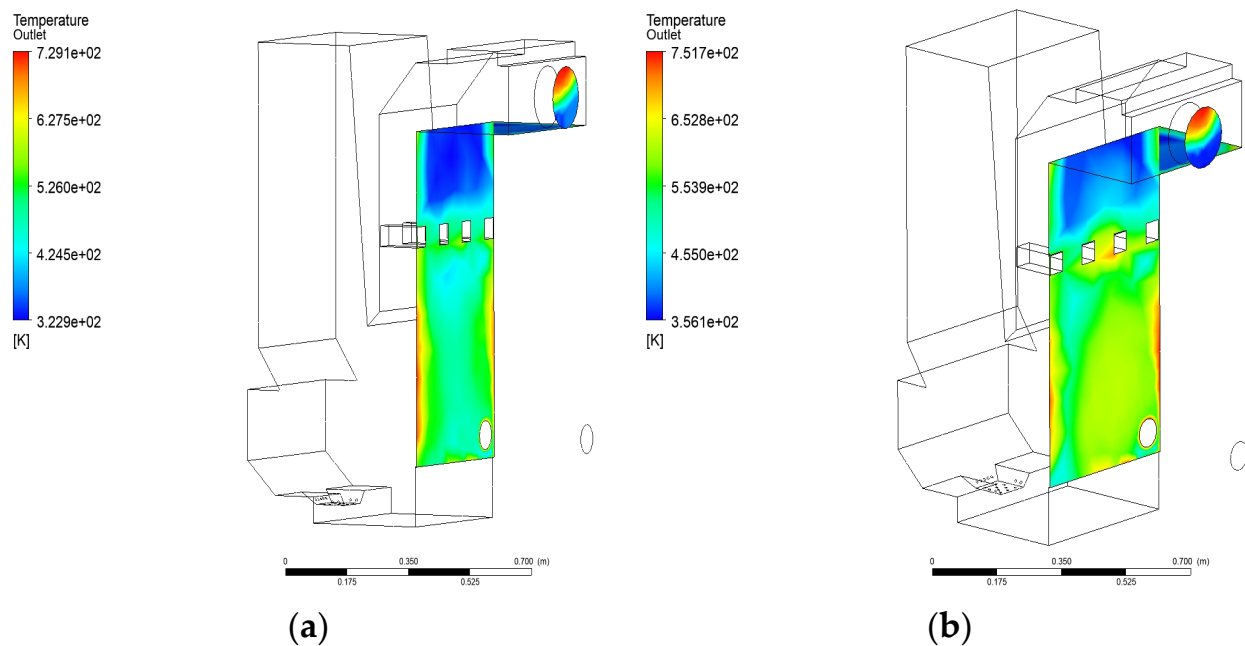 Temperature
Outlet
7.291e+02
6.275e+02
5.260e+02
4.245e+02
3.229e+02
[K]
0 0.350 0.700 (m)
0.175 0.525
(a)
Temperature
Outlet
7.517e+02
6.528e+02
5.539e+02
4.550e+02
3.561e+02
[K]
0 0.350 0.700 (m)
0.175 0.525
(b)